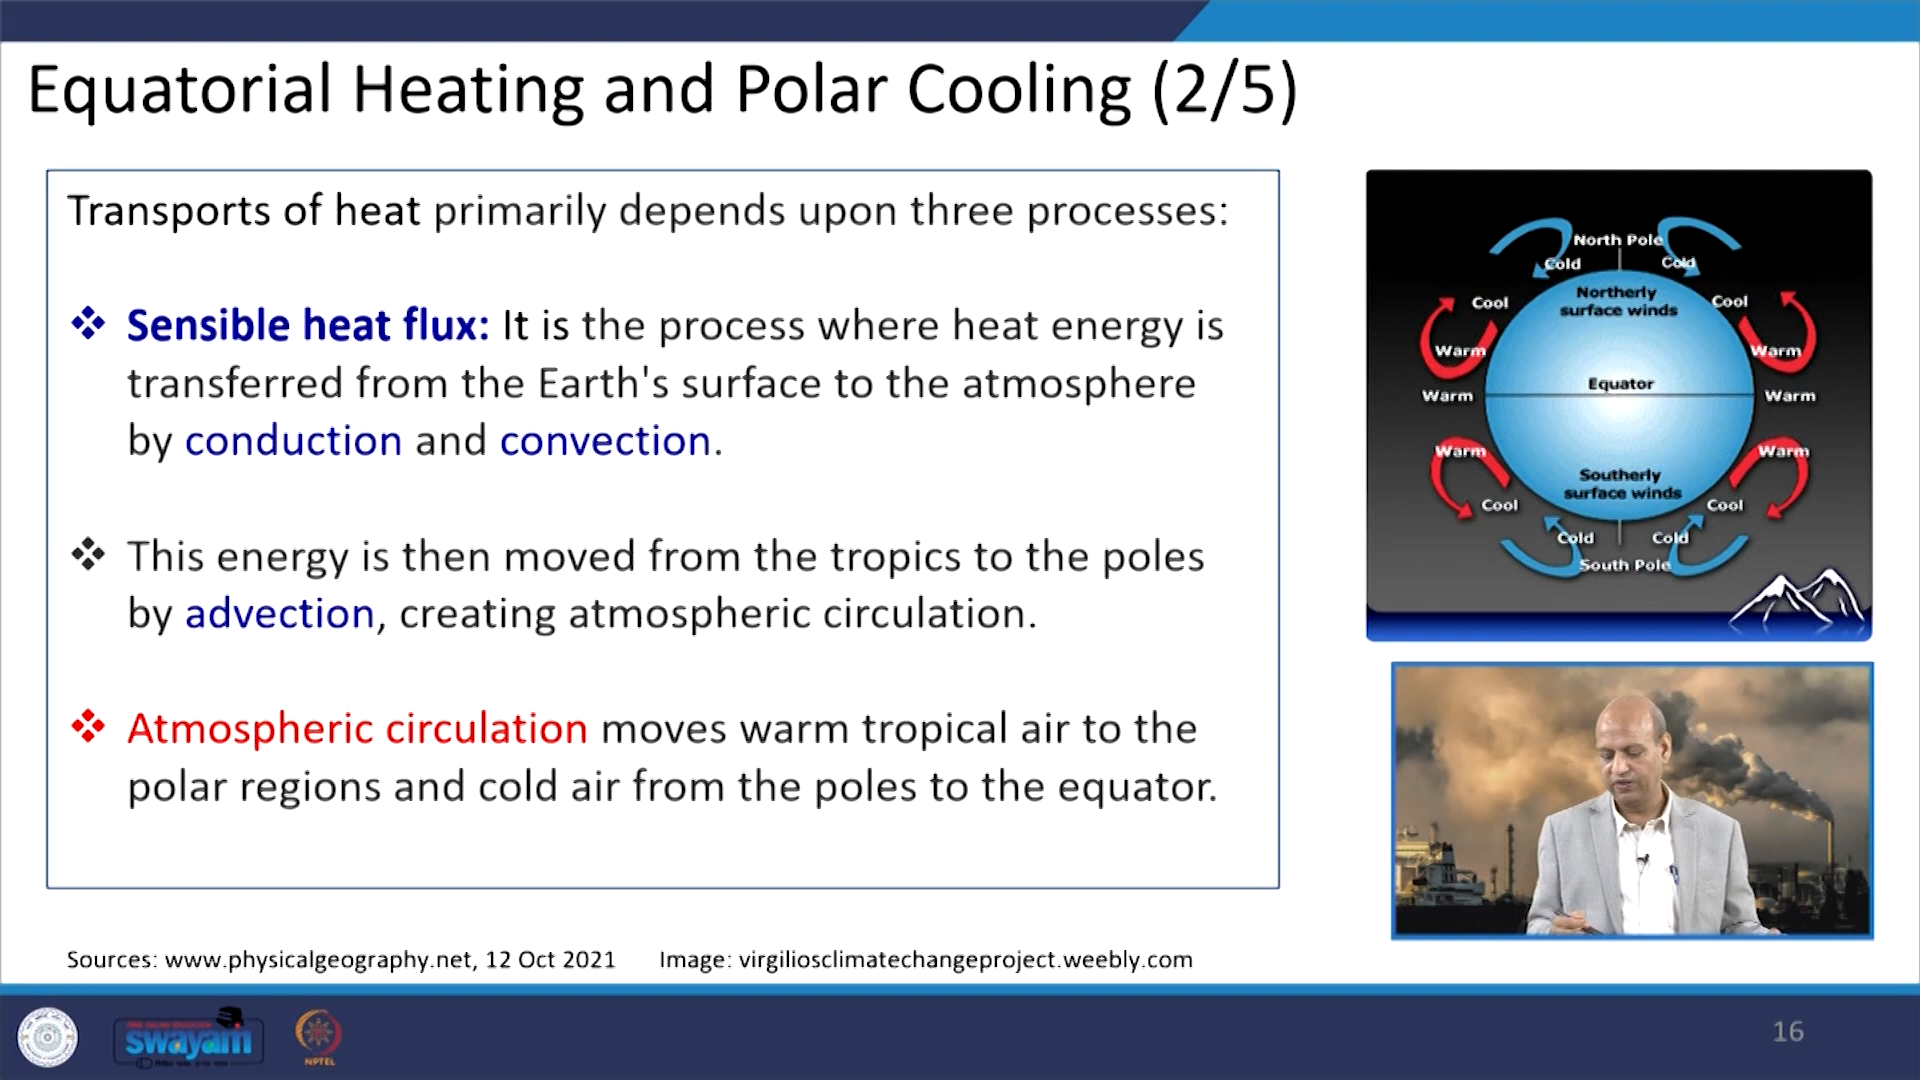 Equatorial Heating and Polar Cooling (2/5)
Transports of heat primarily depends upon three processes:
Sensible heat flux: It is the process where heat energy is
transferred from the Earth's surface to the atmosphere
by conduction and convection.
This energy is then moved from the tropics to the poles
by advection, creating atmospheric circulation.
Atmospheric circulation moves warm tropical air to the
polar regions and cold air from the poles to the equator.
North Pole
Cold Cold
Northerly
surface winds
Cool Cool
Warm Warm
Equator
Warm Warm
Warm Warm
Southerly
surface winds
Cool Cool
Cold Cold
South Pole
Sources: www.physicalgeography.net, 12 Oct 2021 Image: virgiliosclimatechangeproject.weebly.com
swayam
NPTEL
16